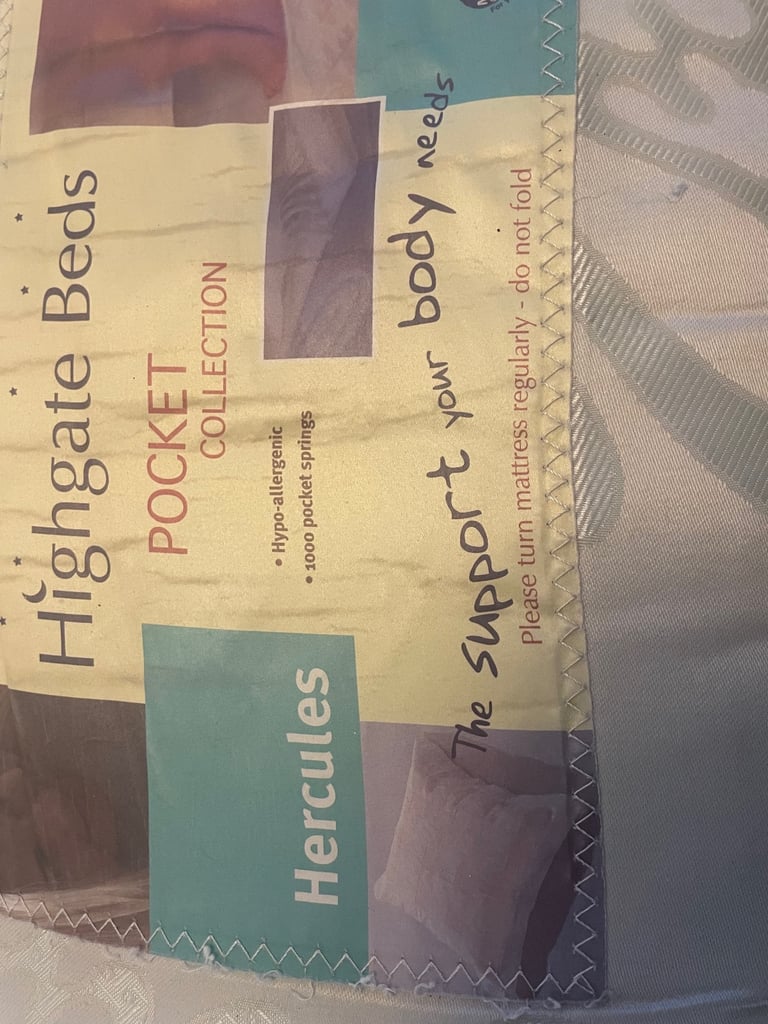 Highgate Beds
POCKET
COLLECTION
• Hypo-allergenic
• 1000 pocket springs
Hercules
The support your body needs
Please turn mattress regularly - do not fold